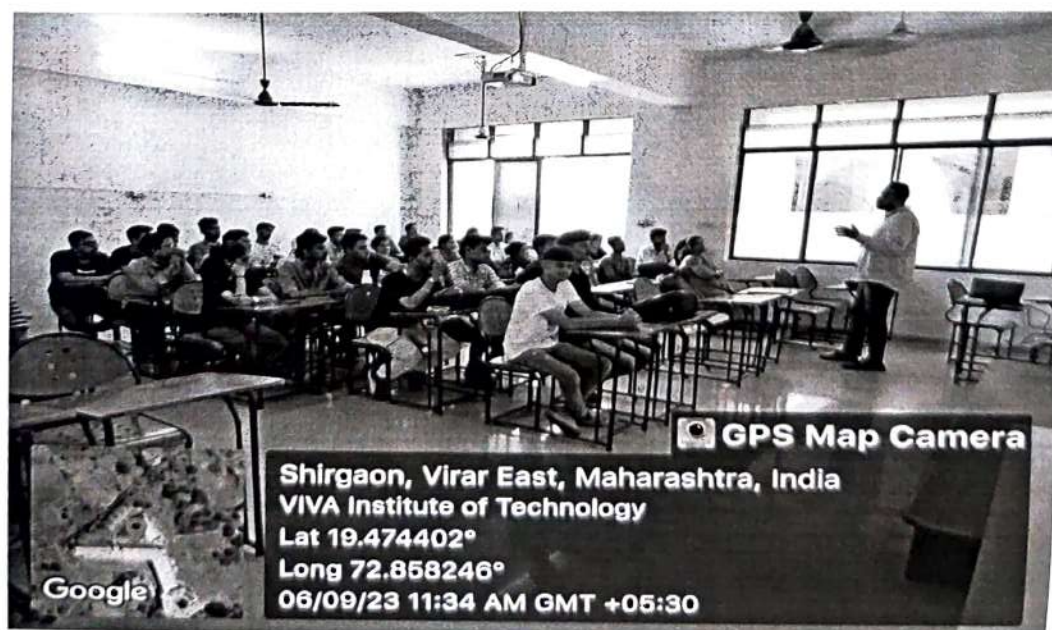 GPS Map Camera
Shirgaon, Virar East, Maharashtra, India
VIVA Institute of Technology
Lat 19.474402°
Long 72.858246°
06/09/23 11:34 AM GMT +05:30
Google